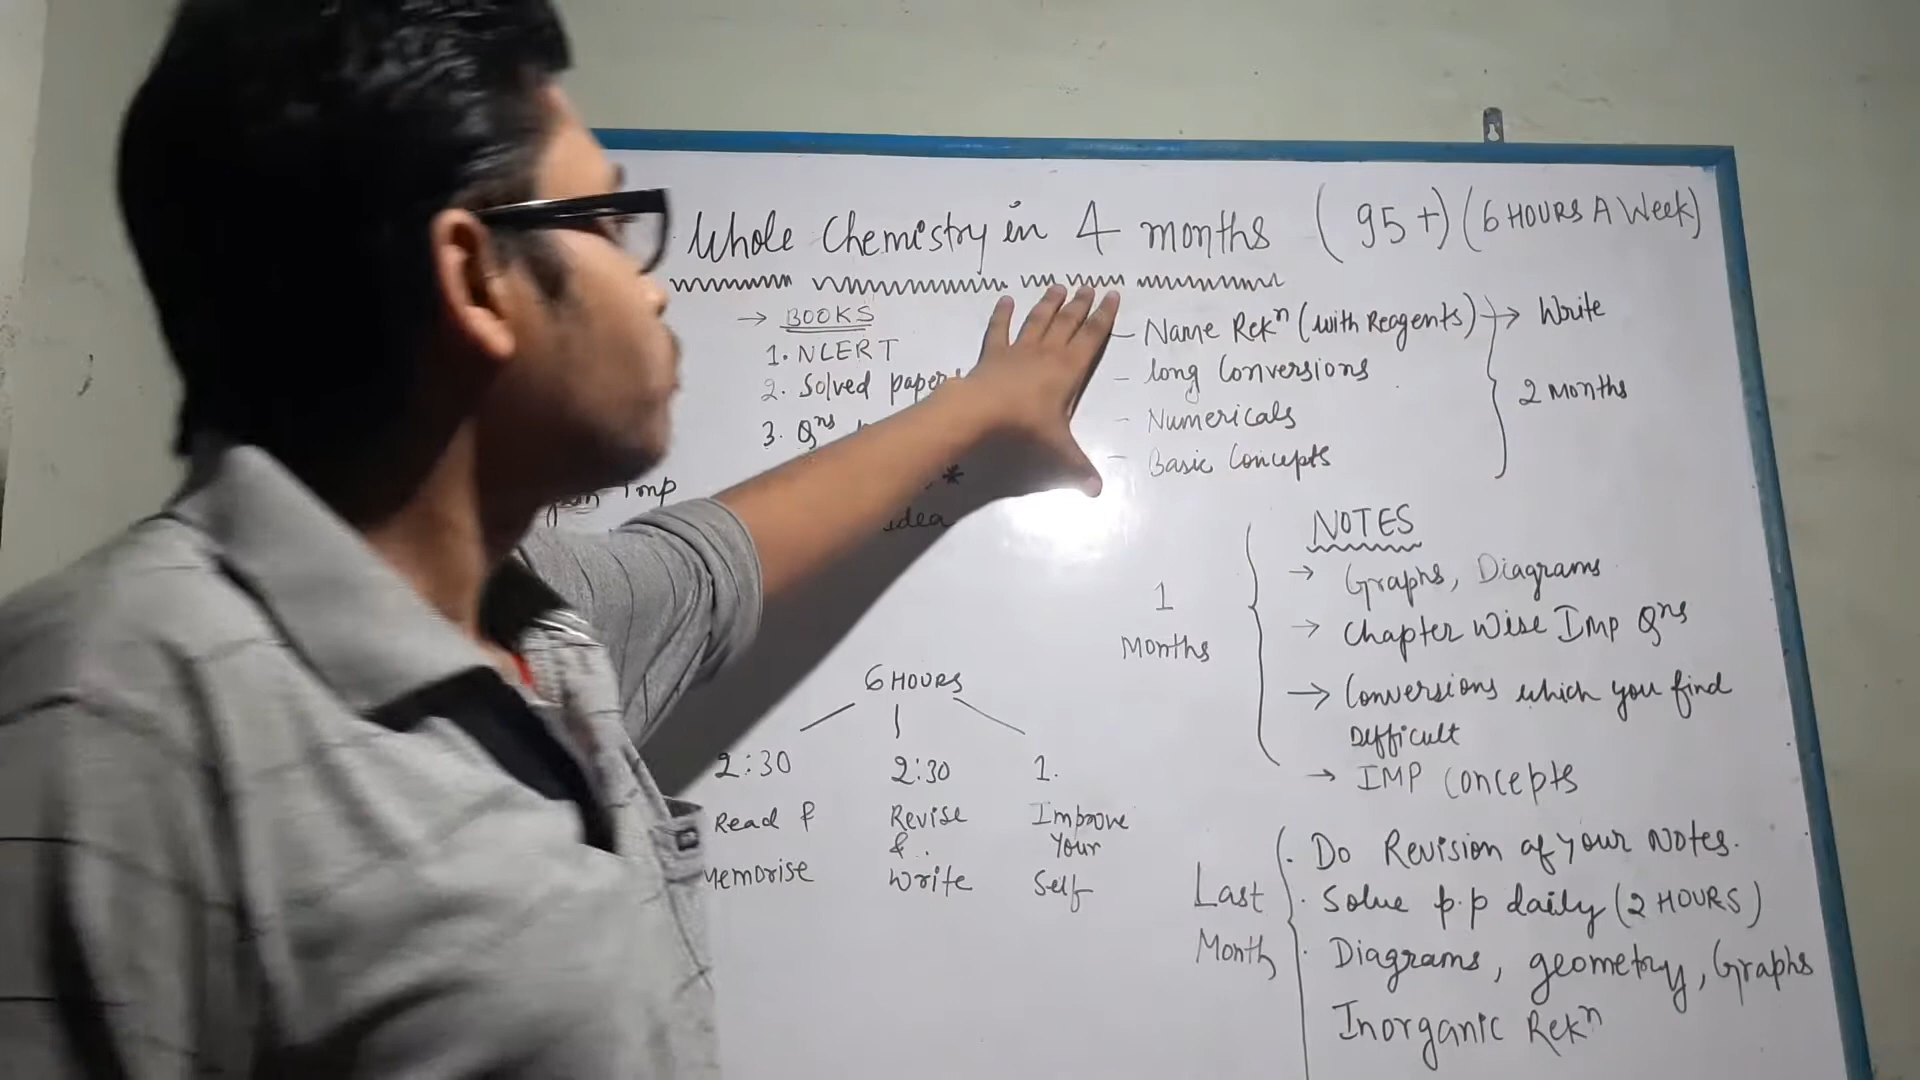 Whole Chemistry in 4 months (95+) (6 HOURS A Week)
→ BOOKS
1. NCERT
2. Solved papers
3. Qns
Imp
*
idea
- Name Rekn (with Reagents) → Write
- long Conversions
- Numericals
- Basic Concepts
2 Months
NOTES
→ Graphs, Diagrams
→ Chapter Wise Imp Qns
→ Conversions which you find
Difficult
→ IMP Concepts
1
Months
6 HOURS
2:30 2:30 1.
Read & Revise Improve
& Your
Memorise Write Self
Last
Month
. Do Revision of your Notes.
. Solve p.p daily (2 HOURS)
. Diagrams, geometry, Graphs
Inorganic Rekn